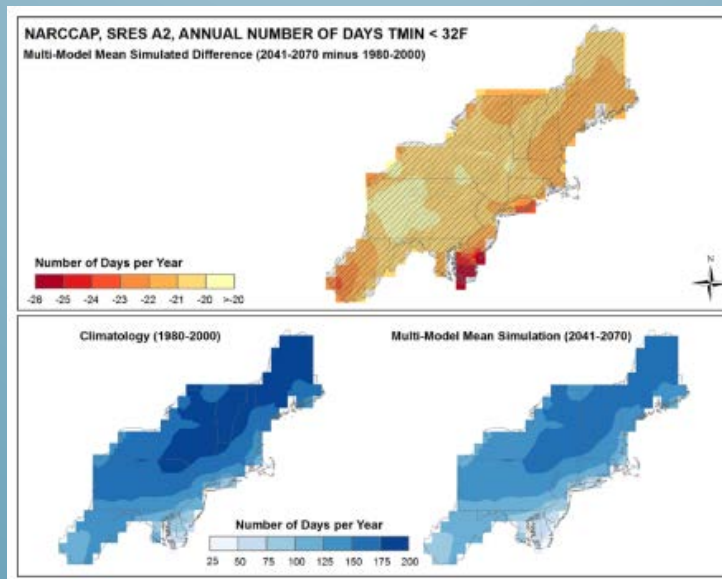 NARCCAP, SRES A2, ANNUAL NUMBER OF DAYS TMIN < 32F
Multi-Model Mean Simulated Difference (2041-2070 minus 1980-2000)
Number of Days per Year
-26 -25 -24 -23 -22 -21 -20 >-20
N
Climatology (1980-2000) Multi-Model Mean Simulation (2041-2070)
Number of Days per Year
25 50 75 100 125 150 175 200